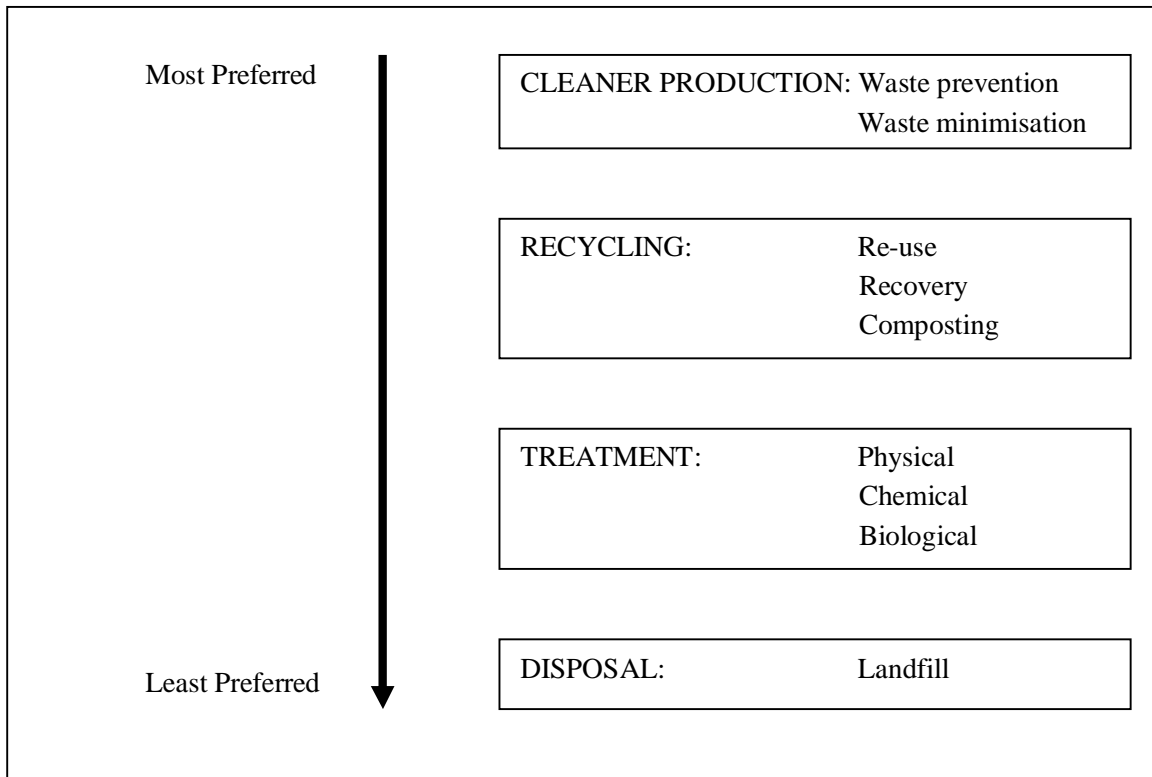 Most Preferred
CLEANER PRODUCTION: Waste prevention
Waste minimisation
RECYCLING: Re-use
Recovery
Composting
TREATMENT: Physical
Chemical
Biological
DISPOSAL: Landfill
Least Preferred